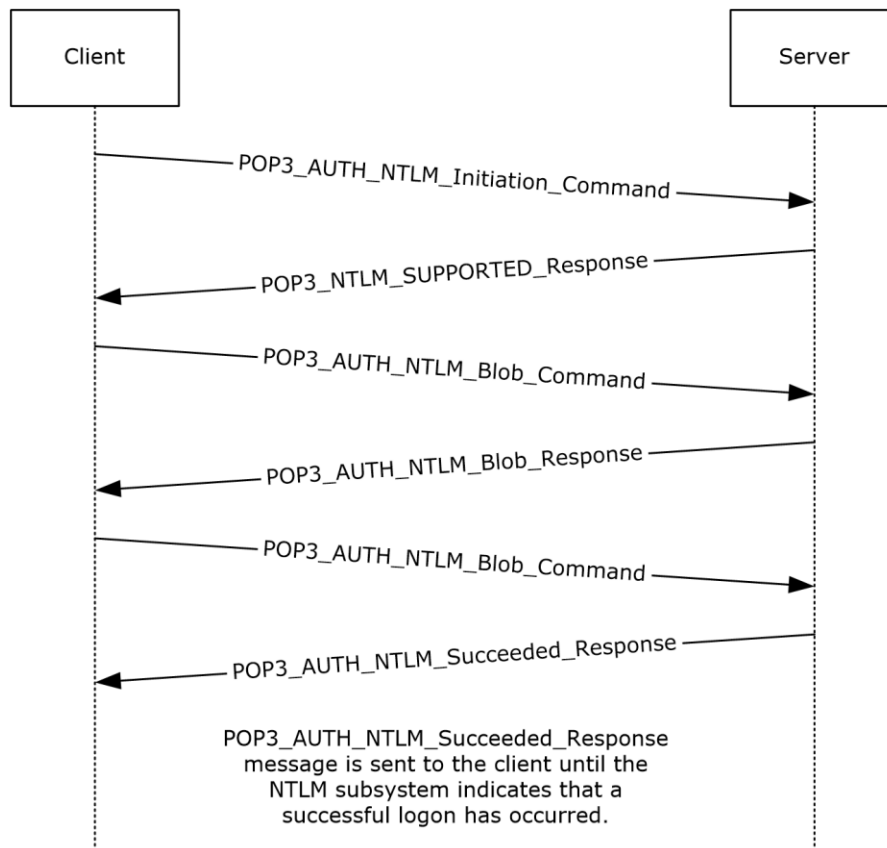 Client
Server
POP3_AUTH_NTLM_Initiation_Command
POP3_NTLM_SUPPORTED_Response
POP3_AUTH_NTLM_Blob_Command
POP3_AUTH_NTLM_Blob_Response
POP3_AUTH_NTLM_Blob_Command
POP3_AUTH_NTLM_Succeeded_Response
POP3_AUTH_NTLM_Succeeded_Response
message is sent to the client until the
NTLM subsystem indicates that a
successful logon has occurred.